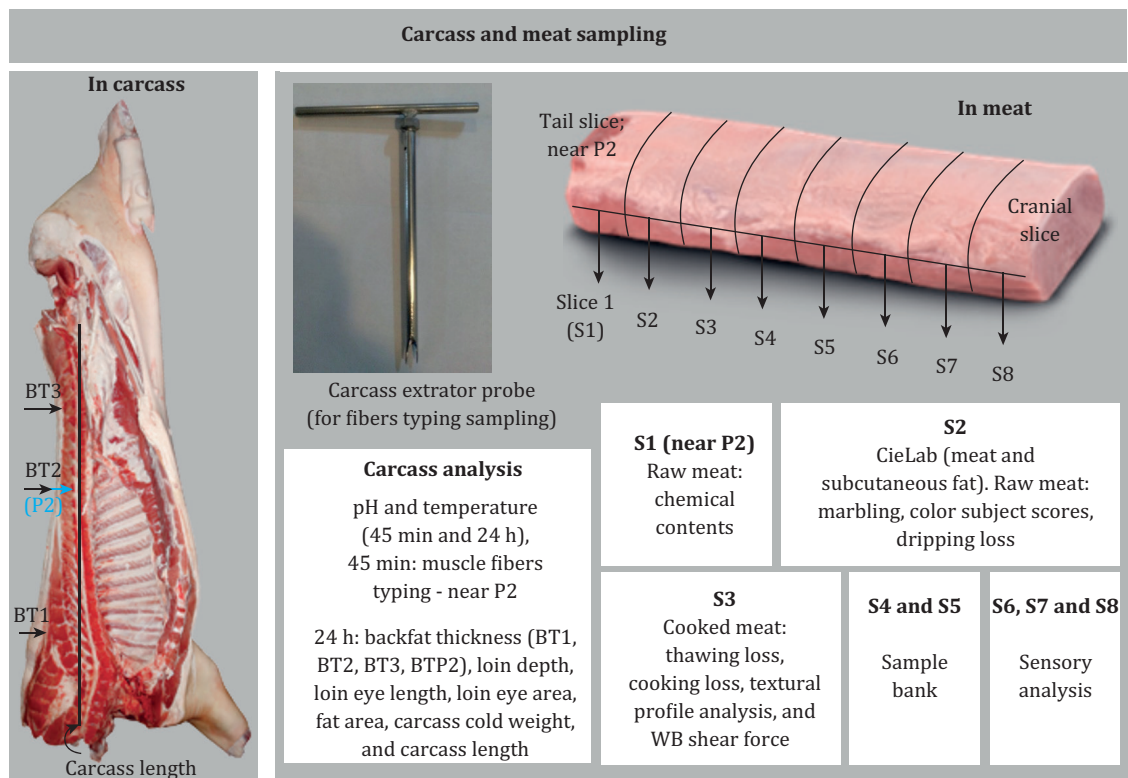 Carcass and meat sampling
In carcass
BT3
BT2
(P2)
BT1
Carcass length
Carcass extrator probe
(for fibers typing sampling)
In meat
Tail slice;
near P2
Cranial
slice
Slice 1
(S1)
S2
S3
S4
S5
S6
S7
S8
Carcass analysis
pH and temperature
(45 min and 24 h),
45 min: muscle fibers
typing - near P2
24 h: backfat thickness (BT1,
BT2, BT3, BTP2), loin depth,
loin eye length, loin eye area,
fat area, carcass cold weight,
and carcass length
S1 (near P2)
Raw meat:
chemical
contents
S2
CieLab (meat and
subcutaneous fat). Raw meat:
marbling, color subject scores,
dripping loss
S3
Cooked meat:
thawing loss,
cooking loss, textural
profile analysis, and
WB shear force
S4 and S5
Sample
bank
S6, S7 and S8
Sensory
analysis